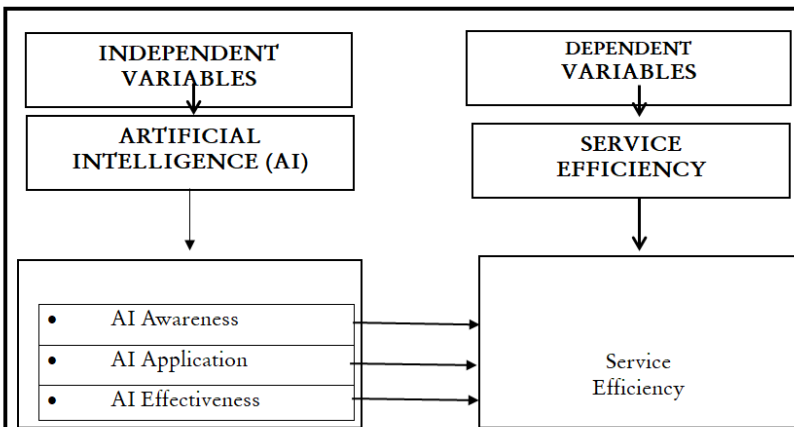 INDEPENDENT
VARIABLES
DEPENDENT
VARIABLES
ARTIFICIAL
INTELLIGENCE (AI)
SERVICE
EFFICIENCY
• AI Awareness
• AI Application
• AI Effectiveness
Service
Efficiency